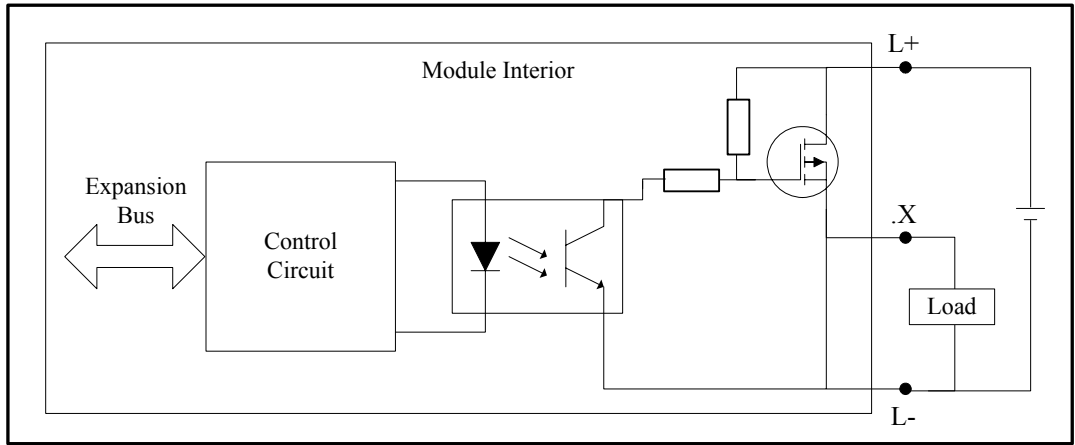 L+
Module Interior
Expansion
Bus
Control
Circuit
.X
Load
L-